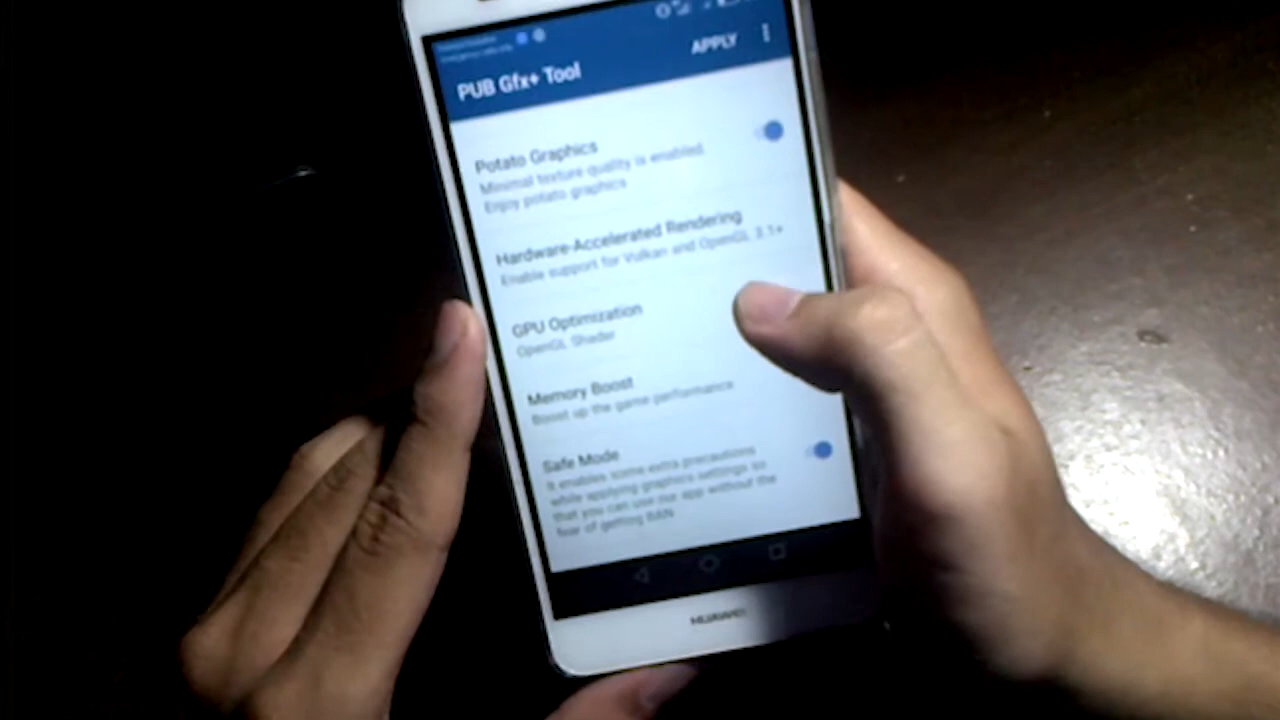 PUB Gfx+ Tool
APPLY
Potato Graphics
Minimal texture quality is enabled.
Enjoy potato graphics
Hardware-Accelerated Rendering
Enable support for Vulkan and OpenGL 3.1+
GPU Optimization
OpenGL Shader
Memory Boost
Boost up the game performance
Safe Mode
It enables some extra precautions
while applying graphics settings so
that you can use our app without the
fear of getting BAN
HUAWEI